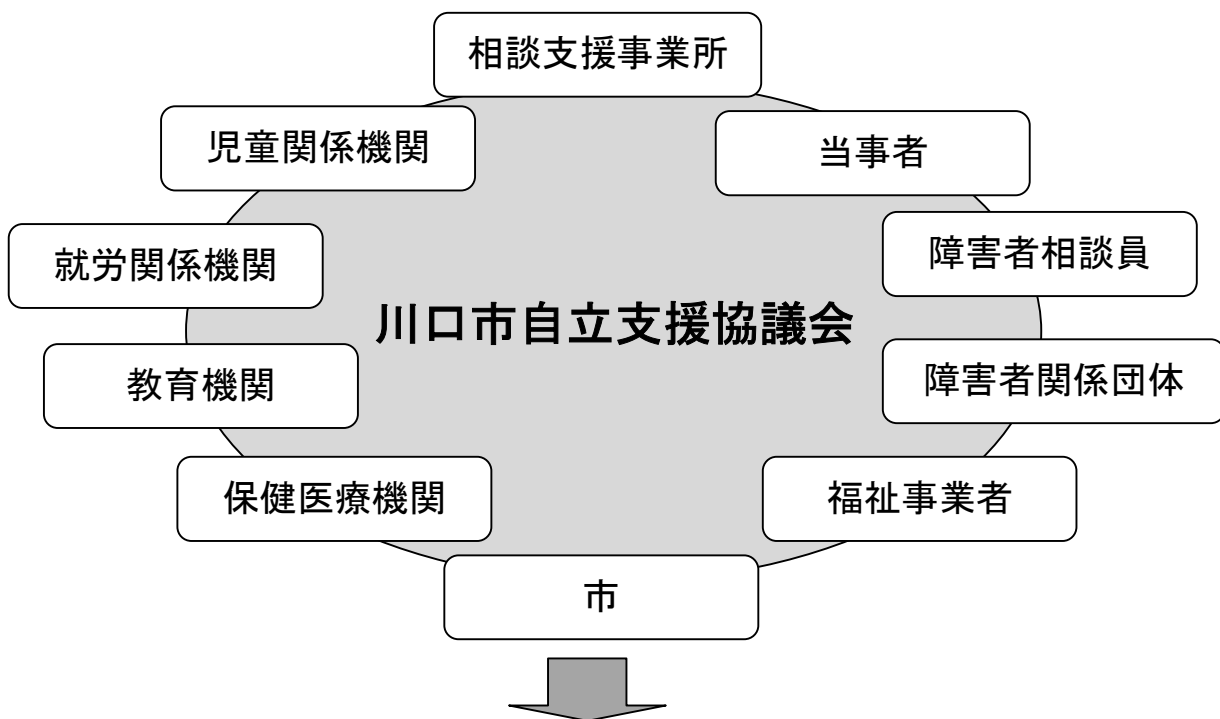 相談支援事業所
児童関係機関
当事者
就労関係機関
障害者相談員
川口市自立支援協議会
教育機関
障害者関係団体
保健医療機関
福祉事業者
市